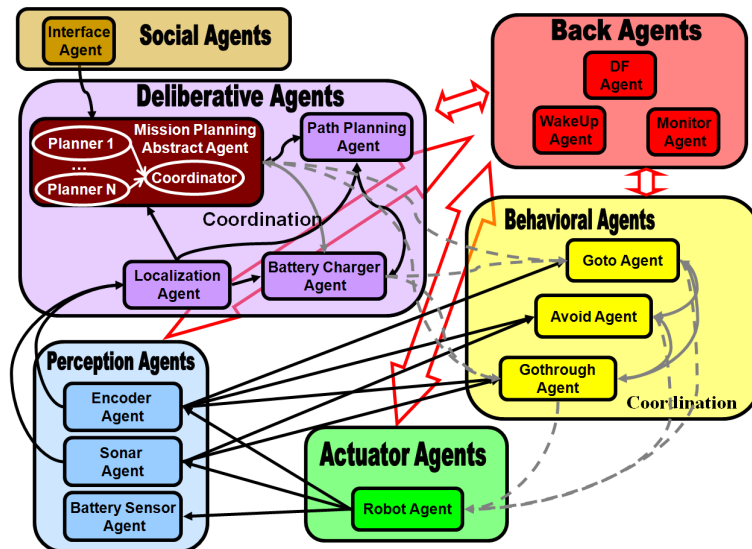 Interface
Agent
Social Agents
Back Agents
DF
Agent
WakeUp
Agent
Monitor
Agent
Deliberative Agents
Mission Planning
Abstract Agent
Planner 1
...
Planner N
Coordinator
Path Planning
Agent
Coordination
Localization
Agent
Battery Charger
Agent
Behavioral Agents
Goto Agent
Avoid Agent
Gothrough
Agent
Coordination
Perception Agents
Encoder
Agent
Sonar
Agent
Battery Sensor
Agent
Actuator Agents
Robot Agent